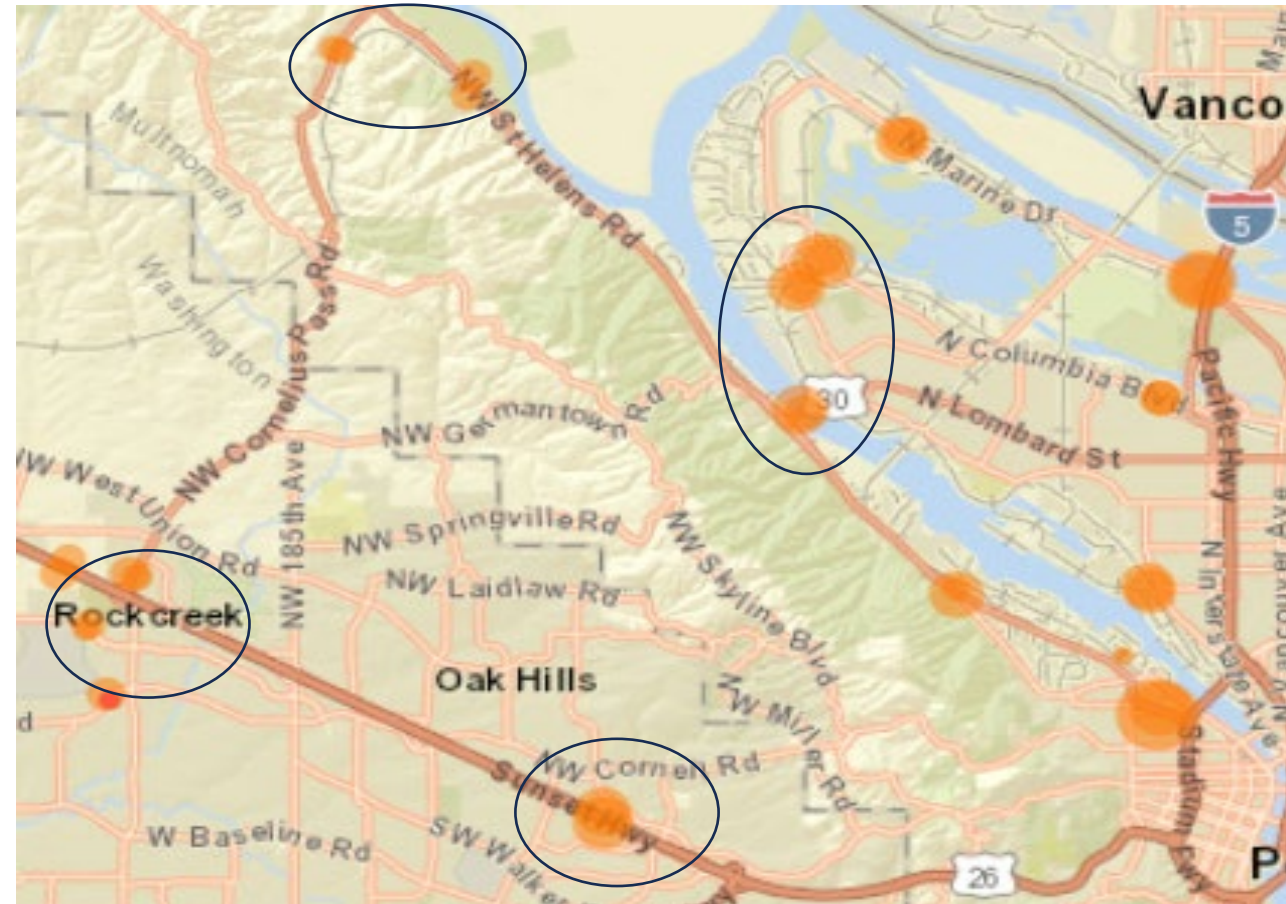 Vanco
Multnomah
Washington
NW St Helens Rd
N Marine Dr
5
NW Cornelius Pass Rd
NW 185th Ave
N Columbia Blvd
30
N Lombard St
Pacific Hwy
NW Germantown Rd
NW West Union Rd
NW Springville Rd
NW Laidlaw Rd
NW Skyline Blvd
Rockcreek
Oak Hills
d
NW Miller Rd
NW Cornell Rd
Sunset Hwy
Stadium Fwy
W Baseline Rd
SW Walke
26
P